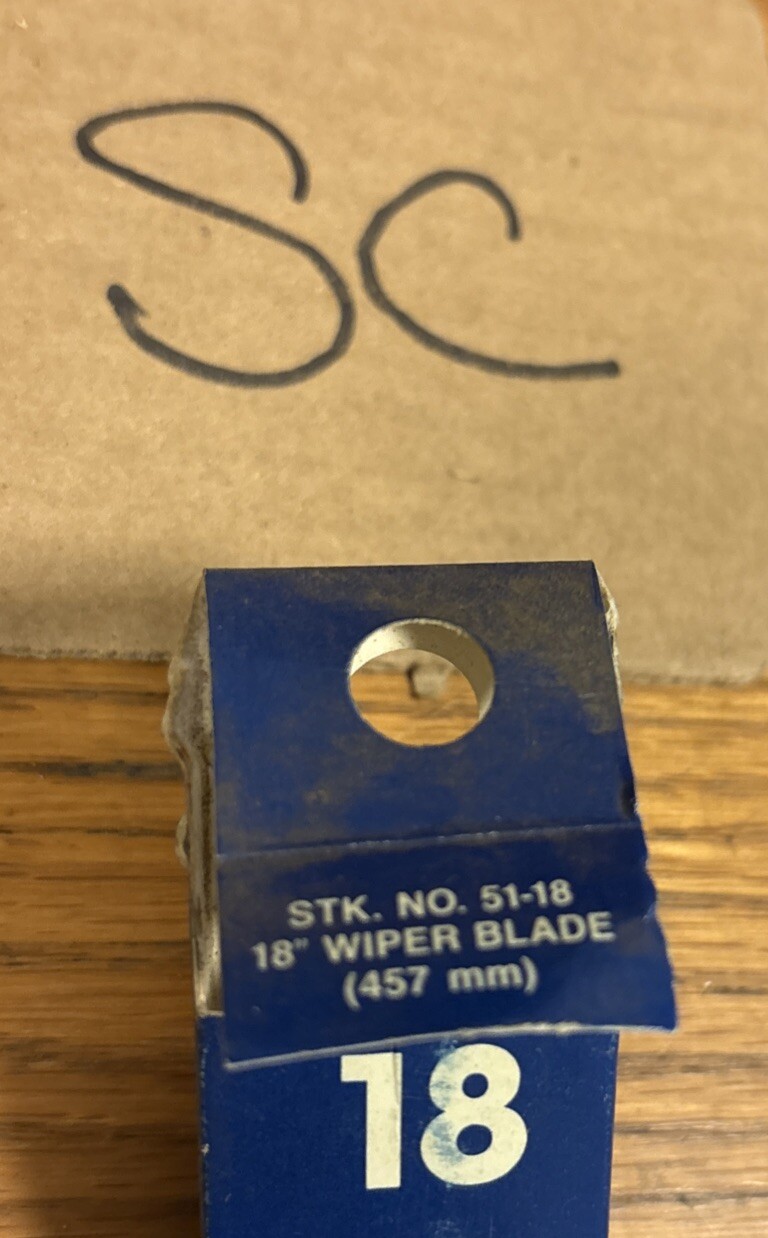 SC
STK. NO. 51-18
18" WIPER BLADE
(457 mm)
18